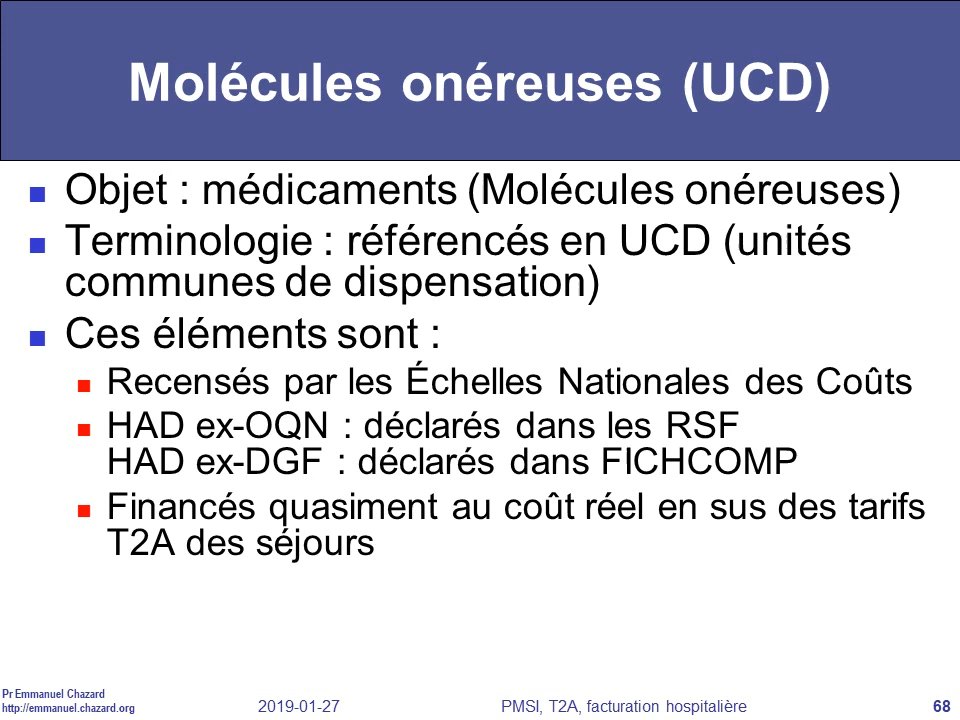 Molécules onéreuses (UCD)
Objet : médicaments (Molécules onéreuses)
Terminologie : référencés en UCD (unités
communes de dispensation)
Ces éléments sont :
Recensés par les Échelles Nationales des Coûts
HAD ex-OQN : déclarés dans les RSF
HAD ex-DGF : déclarés dans FICHCOMP
Financés quasiment au coût réel en sus des tarifs
T2A des séjours
Pr Emmanuel Chazard
http://emmanuel.chazard.org
2019-01-27
PMSI, T2A, facturation hospitalière
68